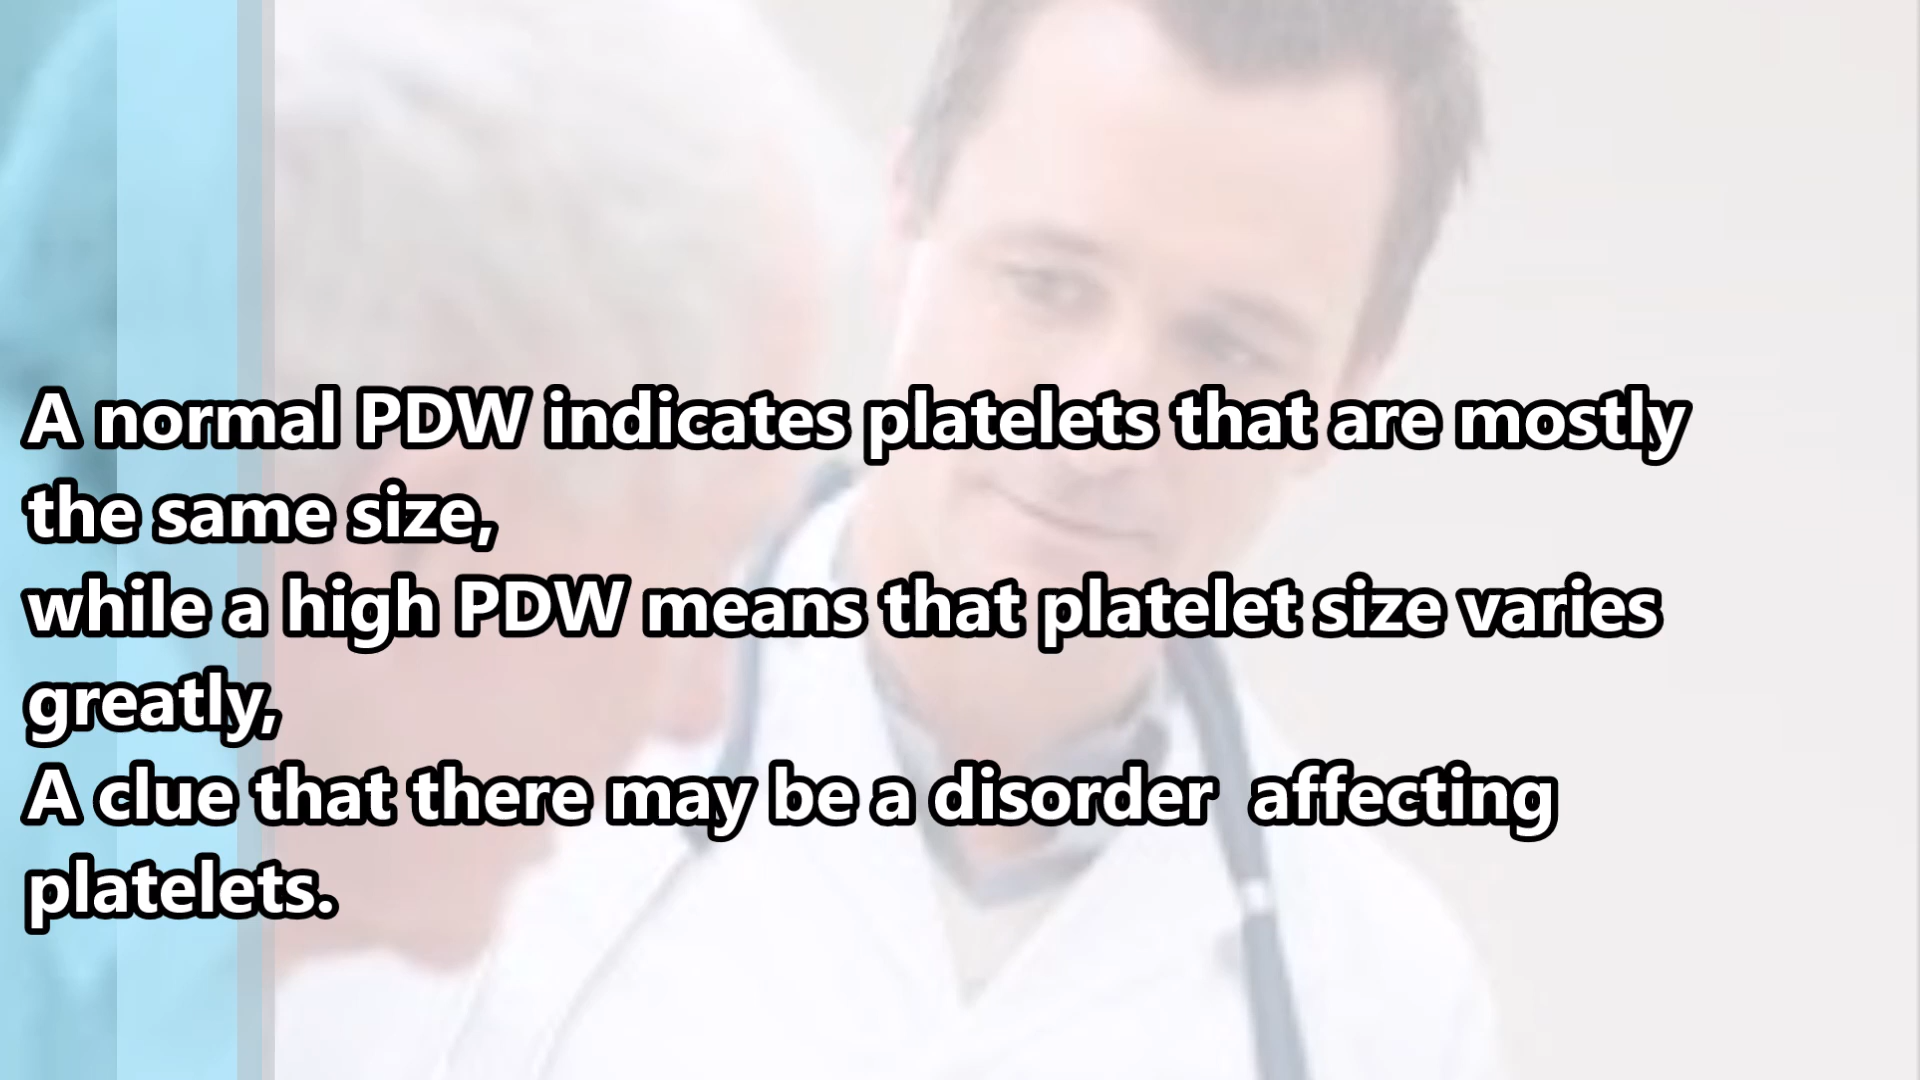 A normal PDW indicates platelets that are mostly
the same size,
while a high PDW means that platelet size varies
greatly,
A clue that there may be a disorder  affecting
platelets.